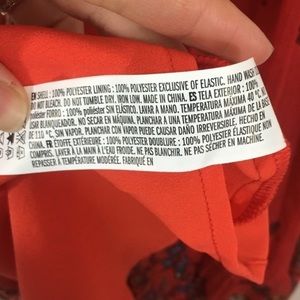 EN SHELL : 100% POLYESTER LINING : 100% POLYESTER EXCLUSIVE OF ELASTIC. HAND WASH
DO NOT BLEACH. DO NOT TUMBLE DRY. IRON LOW. MADE IN CHINA. ES TELA EXTERIOR : 100%
poliéster FORRO : 100% poliéster SIN ELÁSTICO. LAVAR A MANO. A TEMPERATURA MÁXIMA 40 °C.
USAR BLANQUEADOR. NO SECAR EN MÁQUINA. PLANCHAR A UNA TEMPERATURA MÁXIMA DE LA BASE
DE 110 °C, SIN VAPOR. PLANCHAR CON VAPOR PUEDE CAUSAR DAÑO IRREVERSIBLE. HECHO EN
CHINA. FR ÉTOFFE EXTÉRIEURE : 100% POLYESTER DOUBLURE : 100% POLYESTER ÉLASTIQUE NON
COMPRIS. LAVER À LA MAIN À L'EAU FROIDE. NE PAS BLANCHIR. NE PAS SÉCHER EN MACHINE.
REPASSER À TEMPÉRATURE MODÉRÉE. FABRIQUÉ EN